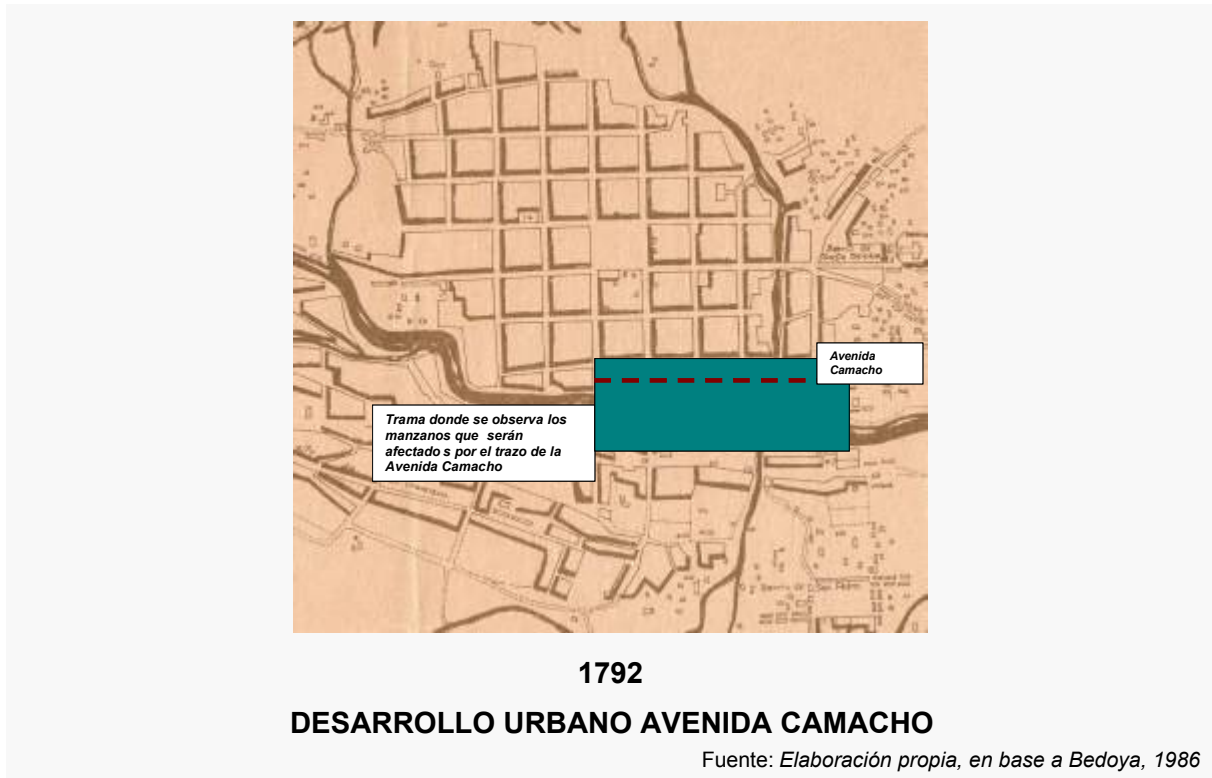 Avenida
Camacho
Trama donde se observa los
manzanos que serán
afectado s por el trazo de la
Avenida Camacho
1792
DESARROLLO URBANO AVENIDA CAMACHO
Fuente: Elaboración propia, en base a Bedoya, 1986